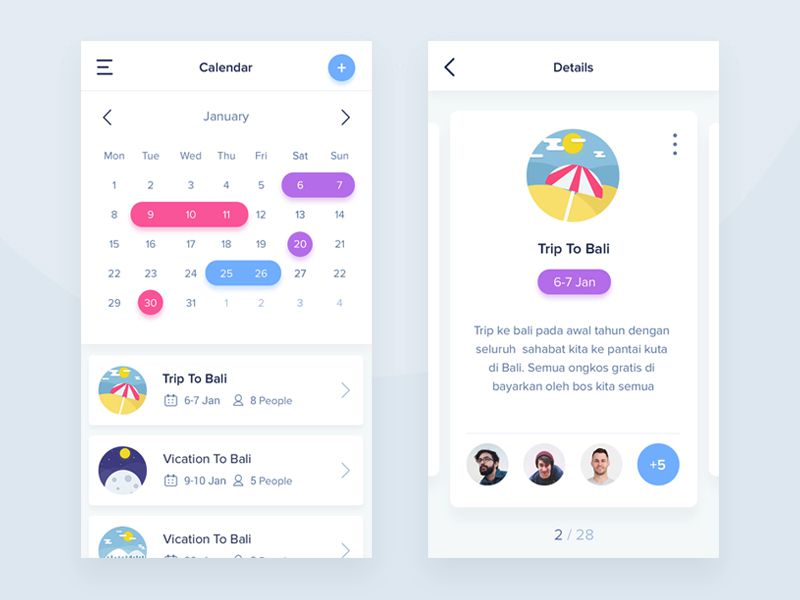 Calendar
+
January
Mon Tue Wed Thu Fri Sat Sun
1 2 3 4 5 6 7
8 9 10 11 12 13 14
15 16 17 18 19 20 21
22 23 24 25 26 27 22
29 30 31 1 2 3 4
Trip To Bali
6-7 Jan 8 People
Vication To Bali
9-10 Jan 5 People
Vication To Bali
Details
Trip To Bali
6-7 Jan
Trip ke bali pada awal tahun dengan
seluruh sahabat kita ke pantai kuta
di Bali. Semua ongkos gratis di
bayarkan oleh bos kita semua
+5
2 / 28